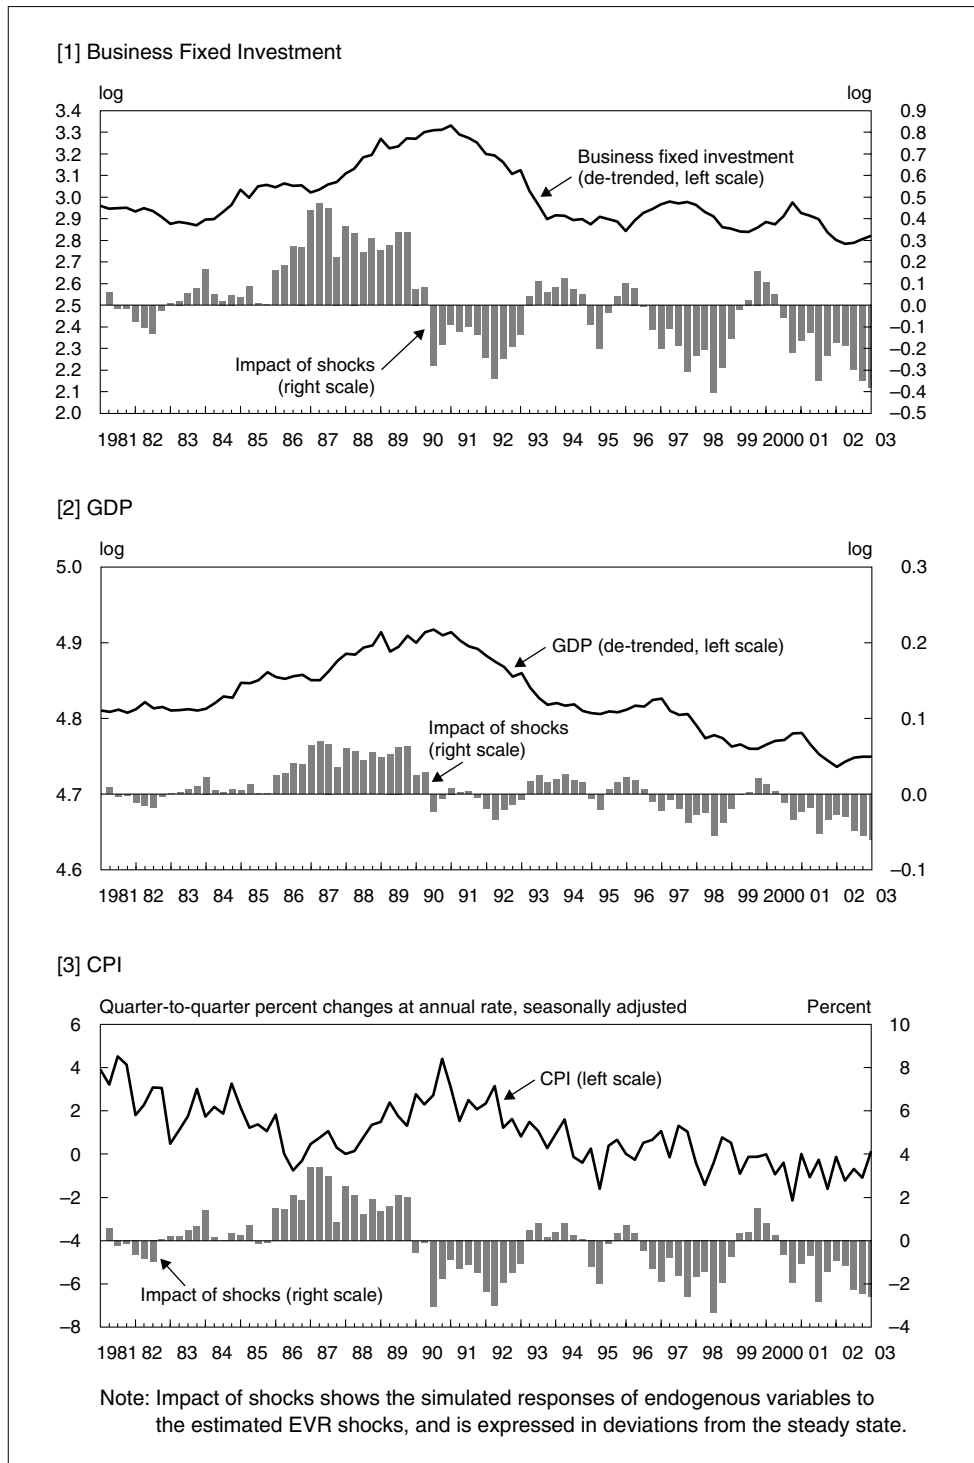 [1] Business Fixed Investment
log log
3.4 0.9
3.3 0.8
3.2 0.7
3.1 0.6
3.0 0.5
2.9 0.4
2.8 0.3
2.7 0.2
2.6 0.1
2.5 0.0
2.4 –0.1
2.3 –0.2
2.2 –0.3
2.1 –0.4
2.0 –0.5
Business fixed investment
(de-trended, left scale)
Impact of shocks
(right scale)
1981 82 83 84 85 86 87 89 90 91 92 93 94 95 96 97 98 99 2000 01 02 03
[2] GDP
log log
5.0 0.3
4.9 0.2
4.8 0.1
4.7 0.0
4.6 –0.1
GDP (de-trended, left scale)
Impact of shocks
(right scale)
1981 82 83 84 85 86 87 89 90 91 92 93 94 95 96 97 98 99 2000 01 02 03
[3] CPI
Quarter-to-quarter percent changes at annual rate, seasonally adjusted Percent
6 10
4 8
2 6
0 4
–2 2
–4 0
–6 –2
–8 –4
CPI (left scale)
Impact of shocks (right scale)
1981 82 83 84 85 86 87 89 90 91 92 93 94 95 96 97 98 99 2000 01 02 03
Note: Impact of shocks shows the simulated responses of endogenous variables to
the estimated EVR shocks, and is expressed in deviations from the steady state.